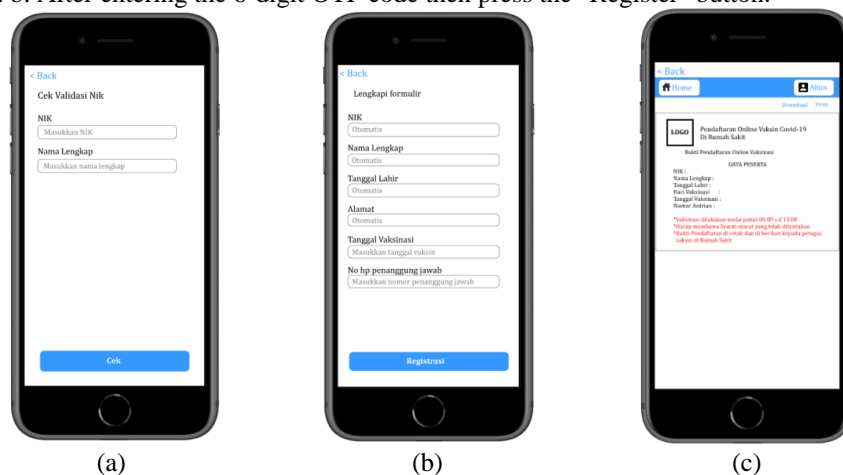 8. After entering the 6-digit OTP code then press the "Register" button.
< Back
Cek Validasi Nik
NIK
Masukkan NIK
Nama Lengkap
Masukkan nama lengkap
Cek
(a)
< Back
Lengkapi formulir
NIK
Otomatis
Nama Lengkap
Otomatis
Tanggal Lahir
Otomatis
Alamat
Otomatis
Tanggal Vaksinasi
Masukkan tanggal vaksin
No hp penanggung jawab
Masukkan nomor penanggung jawab
Registrasi
(b)
< Back
Home
Akun
Download Print
LOGO
Pendaftaran Online Vaksin Covid-19
Di Rumah Sakit
Bukti Pendaftaran Online Vaksinasi
DATA PESERTA
NIK :
Nama Lengkap :
Tanggal Lahir :
Hari Vaksinasi :
Tanggal Vaksinasi :
Nomor Antrian :
*Vaksinasi dilakukan mulai pukul 09.00 s.d 13.00
*Harap membawa Syarat-syarat yang telah ditentukan
*Bukti Pendaftaran di cetak dan di berikan kepada petugas
vaksin di Rumah Sakit
(c)